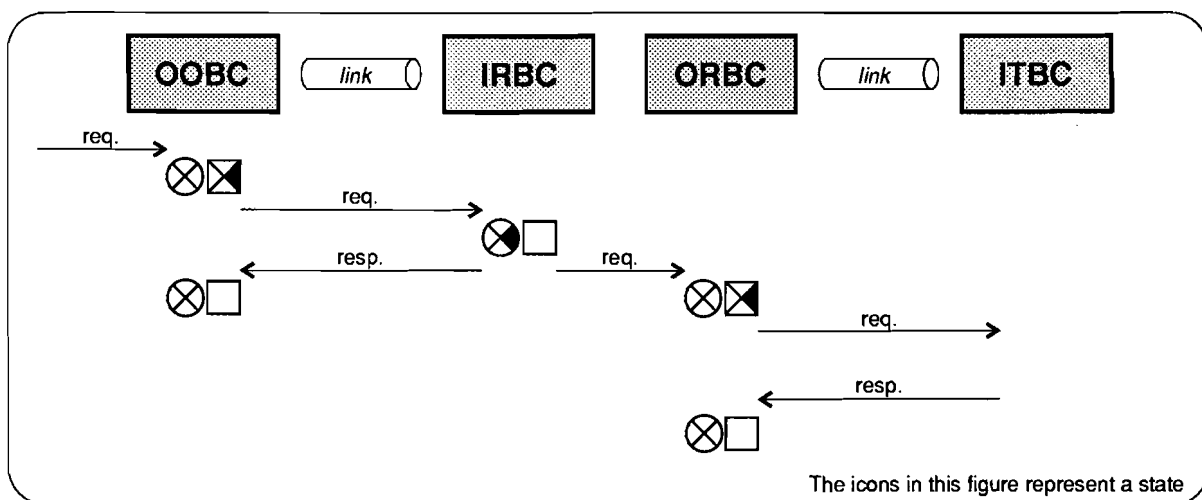 OOBC link IRBC ORBC link ITBC
req.
req.
resp. req.
req.
resp.
The icons in this figure represent a state